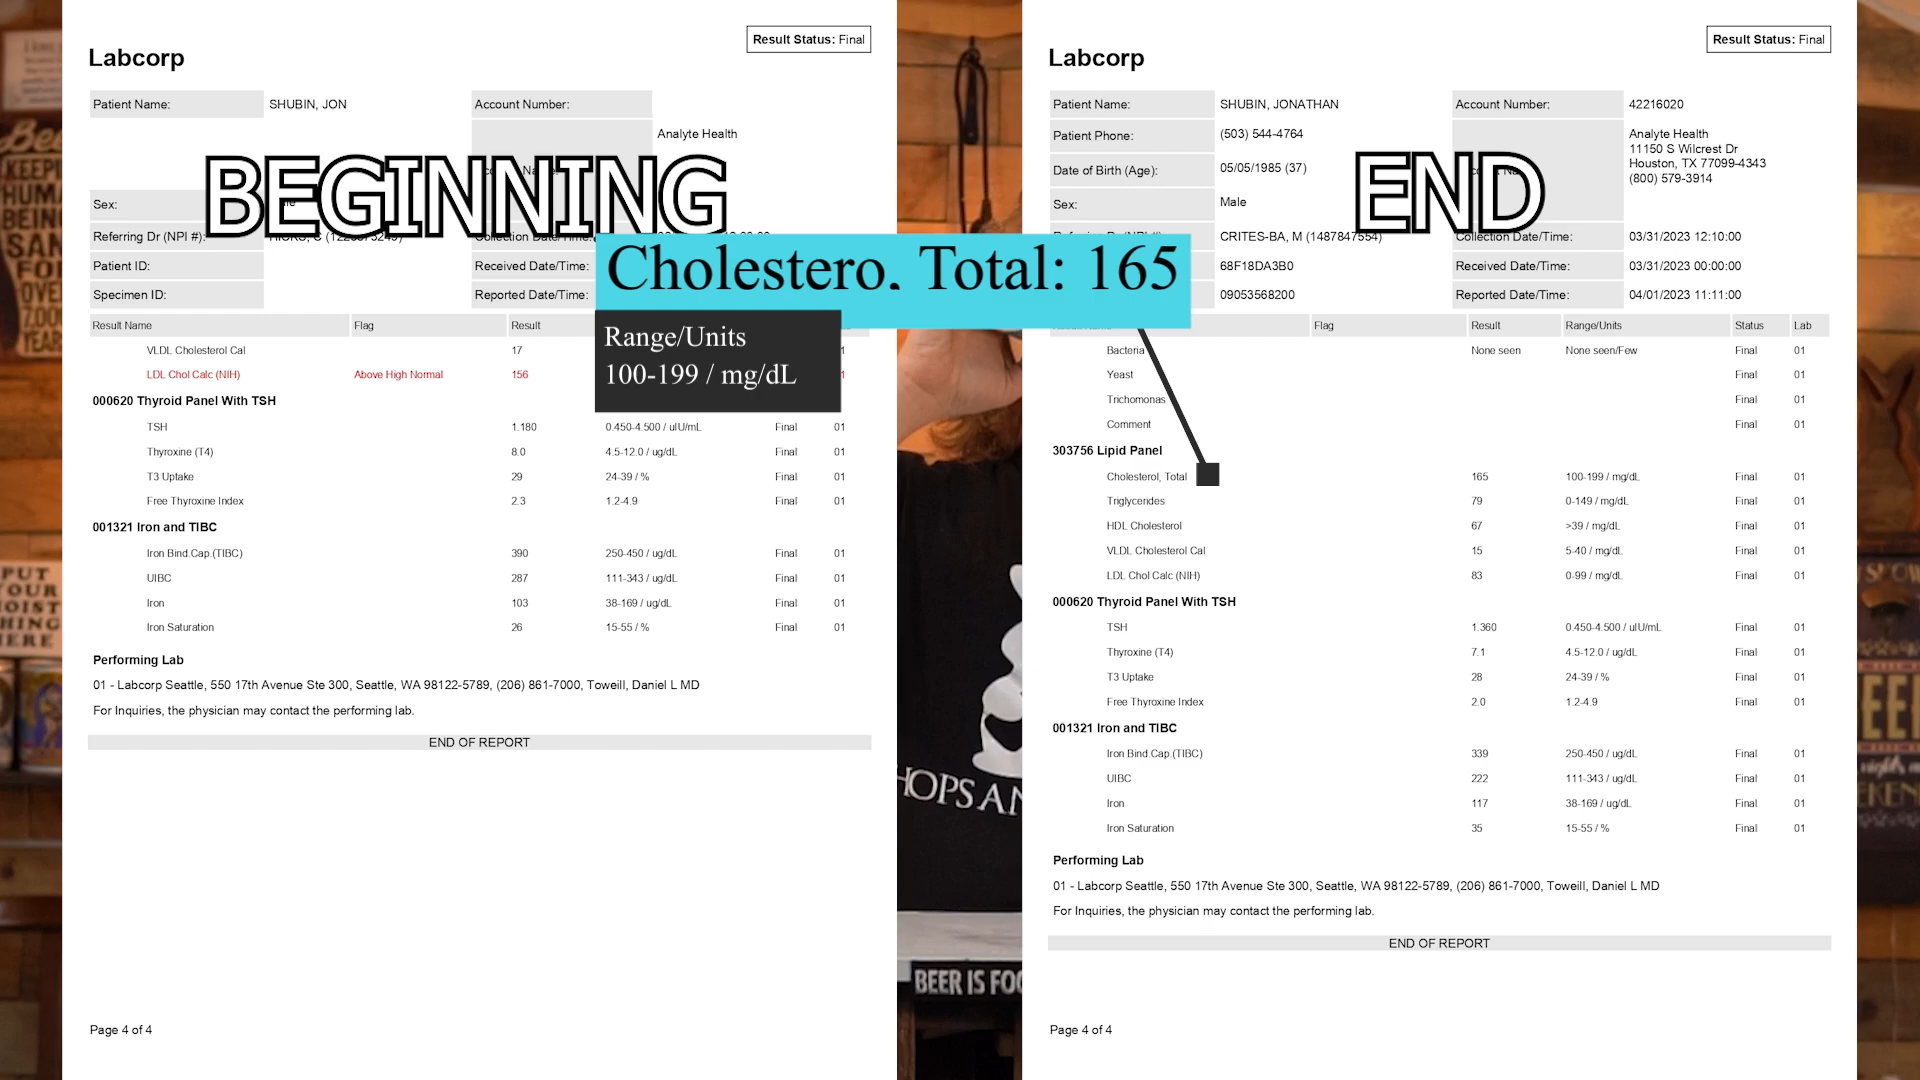 Result Status: Final
Labcorp
Patient Name: SHUBIN, JON Account Number:
Analyte Health
BEGINNING
Sex:
Referring Dr (NPI #):
Patient ID: Received Date/Time:
Specimen ID: Reported Date/Time:
Result Name Flag Result
VLDL Cholesterol Cal 17
LDL Chol Calc (NIH) Above High Normal 156
000620 Thyroid Panel With TSH
TSH 1.180 0.450-4.500 / uIU/mL Final 01
Thyroxine (T4) 8.0 4.5-12.0 / ug/dL Final 01
T3 Uptake 29 24-39 / % Final 01
Free Thyroxine Index 2.3 1.2-4.9 Final 01
001321 Iron and TIBC
Iron Bind.Cap.(TIBC) 390 250-450 / ug/dL Final 01
UIBC 287 111-343 / ug/dL Final 01
Iron 103 38-169 / ug/dL Final 01
Iron Saturation 26 15-55 / % Final 01
Performing Lab
01 - Labcorp Seattle, 550 17th Avenue Ste 300, Seattle, WA 98122-5789, (206) 861-7000, Toweill, Daniel L MD
For Inquiries, the physician may contact the performing lab.
END OF REPORT
Page 4 of 4
Cholestero. Total: 165
Range/Units
100-199 / mg/dL
Result Status: Final
Labcorp
Patient Name: SHUBIN, JONATHAN Account Number: 42216020
Patient Phone: (503) 544-4764 Analyte Health
11150 S Wilcrest Dr
Houston, TX 77099-4343
(800) 579-3914
Date of Birth (Age): 05/05/1985 (37)
END
Sex: Male
CRITES-BA, M (1487847554) Collection Date/Time: 03/31/2023 12:10:00
68F18DA3B0 Received Date/Time: 03/31/2023 00:00:00
09053568200 Reported Date/Time: 04/01/2023 11:11:00
Flag Result Range/Units Status Lab
Bacteria None seen None seen/Few Final 01
Yeast Final 01
Trichomonas Final 01
Comment Final 01
303756 Lipid Panel
Cholesterol, Total 165 100-199 / mg/dL Final 01
Triglycerides 79 0-149 / mg/dL Final 01
HDL Cholesterol 67 >39 / mg/dL Final 01
VLDL Cholesterol Cal 15 5-40 / mg/dL Final 01
LDL Chol Calc (NIH) 83 0-99 / mg/dL Final 01
000620 Thyroid Panel With TSH
TSH 1.360 0.450-4.500 / uIU/mL Final 01
Thyroxine (T4) 7.1 4.5-12.0 / ug/dL Final 01
T3 Uptake 28 24-39 / % Final 01
Free Thyroxine Index 2.0 1.2-4.9 Final 01
001321 Iron and TIBC
Iron Bind.Cap.(TIBC) 339 250-450 / ug/dL Final 01
UIBC 222 111-343 / ug/dL Final 01
Iron 117 38-169 / ug/dL Final 01
Iron Saturation 35 15-55 / % Final 01
Performing Lab
01 - Labcorp Seattle, 550 17th Avenue Ste 300, Seattle, WA 98122-5789, (206) 861-7000, Toweill, Daniel L MD
For Inquiries, the physician may contact the performing lab.
END OF REPORT
Page 4 of 4
HOPS AN
BEER IS FOO